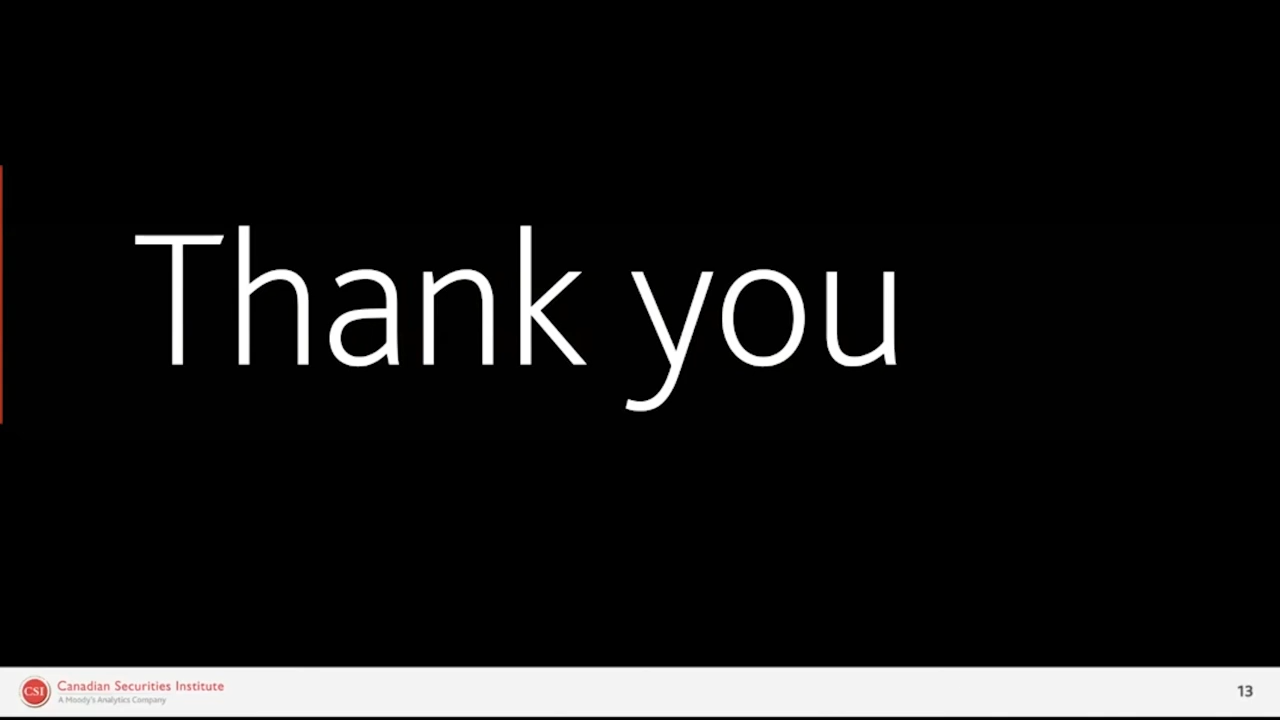 Thank you
CSI
Canadian Securities Institute
A Moody's Analytics Company
13